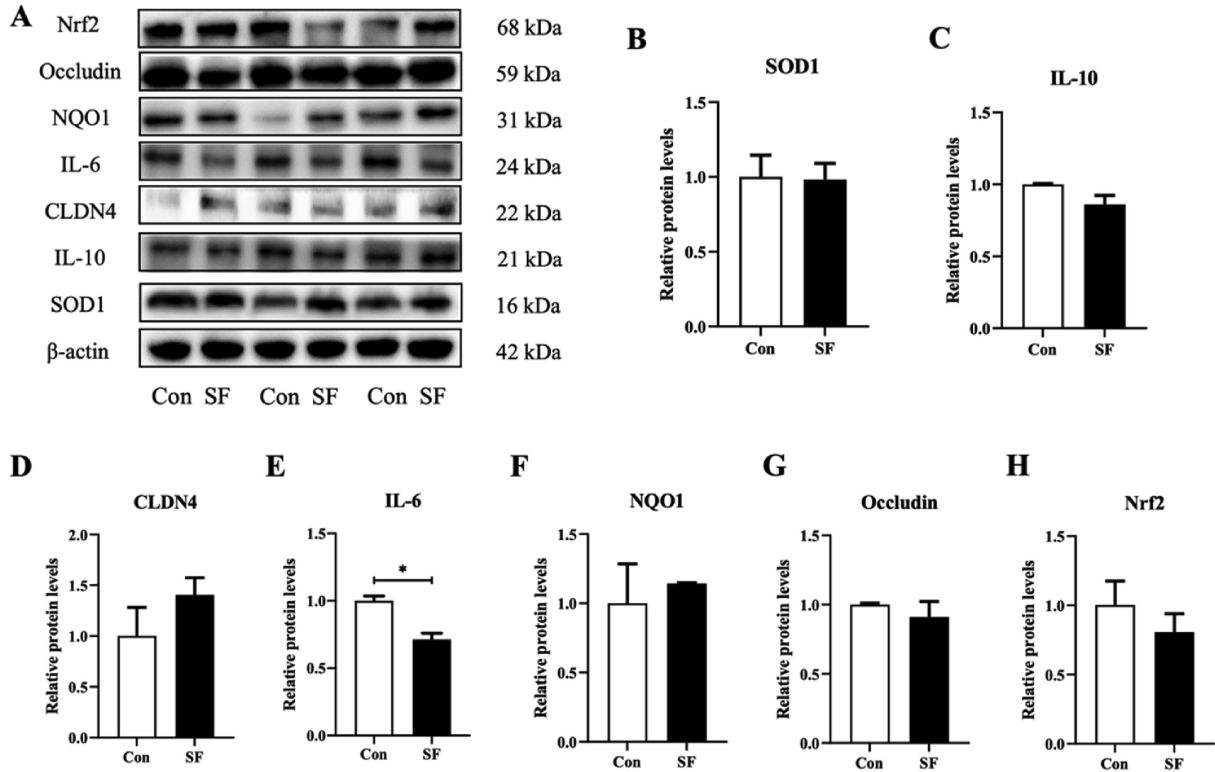 A
Nrf2 68 kDa
Occludin 59 kDa
NQO1 31 kDa
IL-6 24 kDa
CLDN4 22 kDa
IL-10 21 kDa
SOD1 16 kDa
β-actin 42 kDa
Con SF Con SF Con SF
B
SOD1
Relative protein levels
1.5
1.0
0.5
0.0
Con SF
C
IL-10
Relative protein levels
1.5
1.0
0.5
0.0
Con SF
D
CLDN4
Relative protein levels
2.0
1.5
1.0
0.5
0.0
Con SF
E
IL-6
Relative protein levels
1.5
1.0
0.5
0.0
*
Con SF
F
NQO1
Relative protein levels
1.5
1.0
0.5
0.0
Con SF
G
Occludin
Relative protein levels
1.5
1.0
0.5
0.0
Con SF
H
Nrf2
Relative protein levels
1.5
1.0
0.5
0.0
Con SF